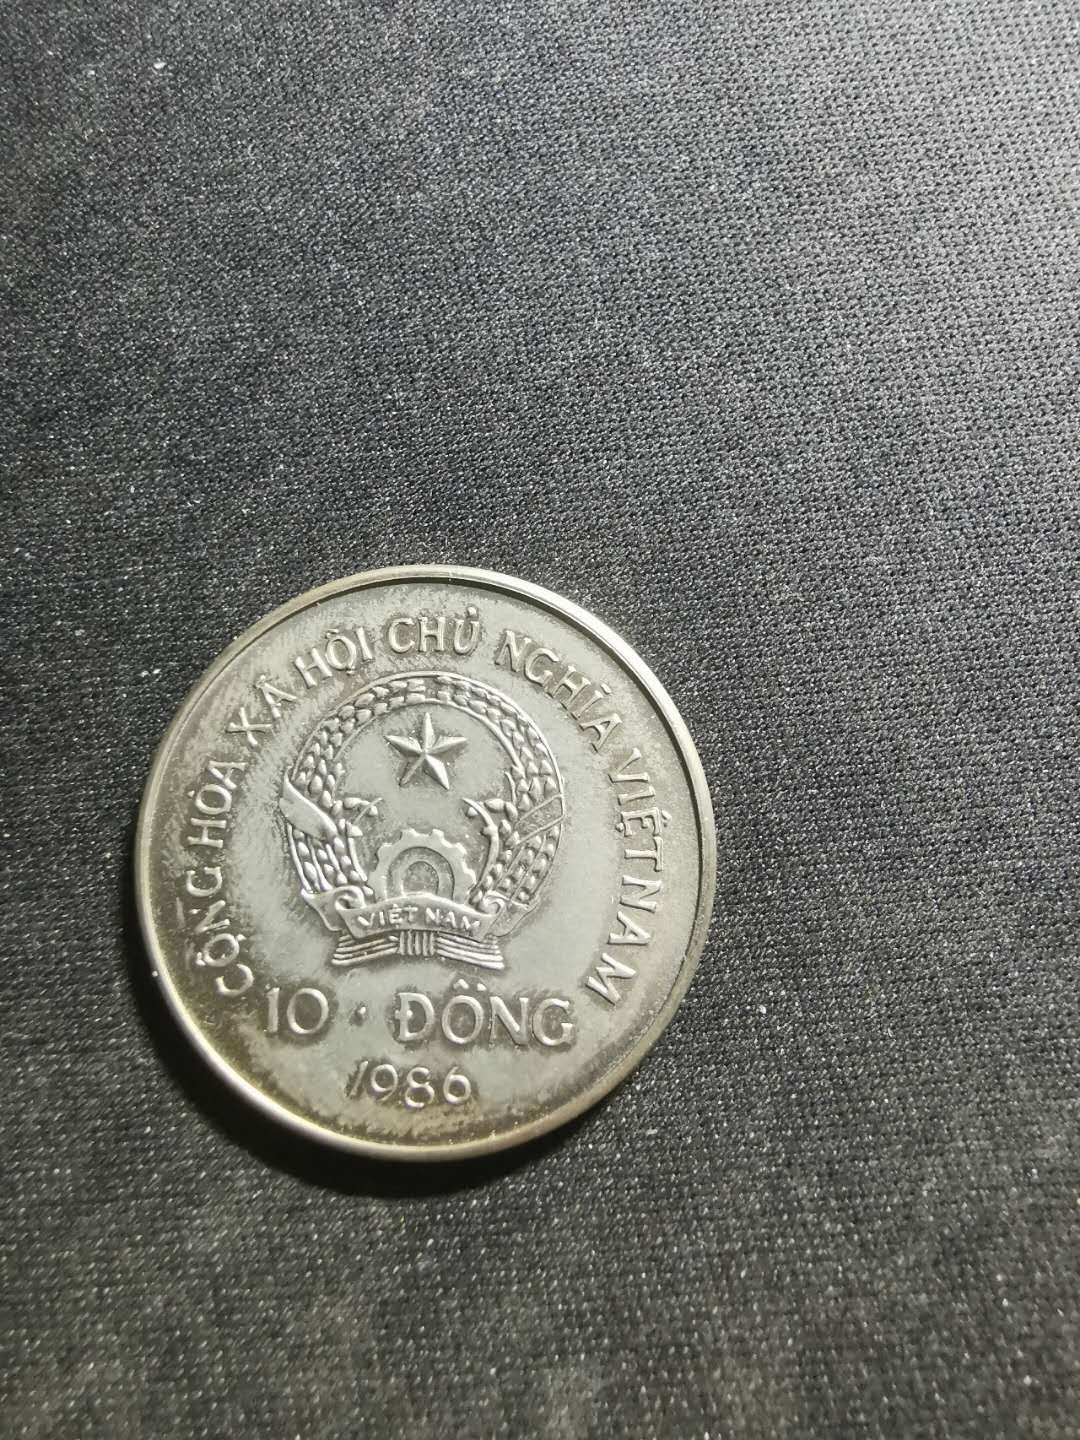 CỘNG HÒA XÃ HỘI CHỦ NGHĨA VIỆT NAM
VIỆT NAM
10 · ĐỒNG
1986